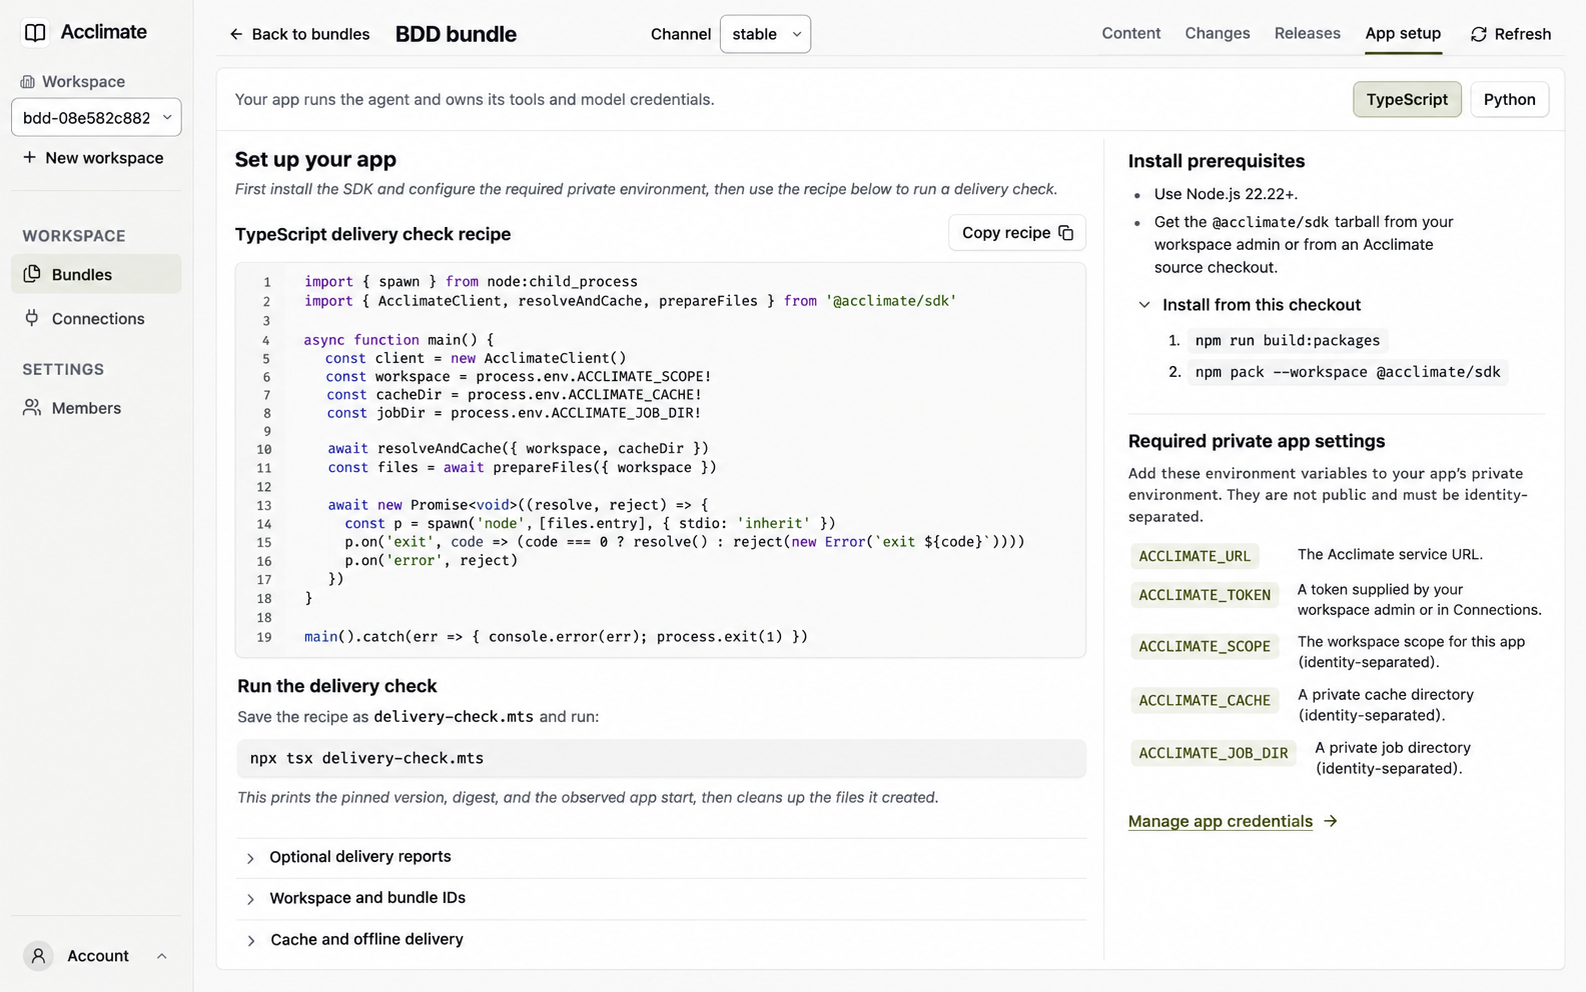 Acclimate
Workspace
bdd-08e582c882
+ New workspace
WORKSPACE
Bundles
Connections
SETTINGS
Members
Account
← Back to bundles
BDD bundle
Channel
stable
Content
Changes
Releases
App setup
Refresh
Your app runs the agent and owns its tools and model credentials.
TypeScript
Python
Set up your app
First install the SDK and configure the required private environment, then use the recipe below to run a delivery check.
TypeScript delivery check recipe
Copy recipe
1 import { spawn } from node:child_process
2 import { AcclimateClient, resolveAndCache, prepareFiles } from '@acclimate/sdk'
3
4 async function main() {
5 const client = new AcclimateClient()
6 const workspace = process.env.ACCLIMATE_SCOPE!
7 const cacheDir = process.env.ACCLIMATE_CACHE!
8 const jobDir = process.env.ACCLIMATE_JOB_DIR!
9
10 await resolveAndCache({ workspace, cacheDir })
11 const files = await prepareFiles({ workspace })
12
13 await new Promise<void>((resolve, reject) => {
14 const p = spawn('node', [files.entry], { stdio: 'inherit' })
15 p.on('exit', code => (code === 0 ? resolve() : reject(new Error(`exit ${code}`))))
16 p.on('error', reject)
17 })
18 }
18
19 main().catch(err => { console.error(err); process.exit(1) })
Run the delivery check
Save the recipe as delivery-check.mts and run:
npx tsx delivery-check.mts
This prints the pinned version, digest, and the observed app start, then cleans up the files it created.
Optional delivery reports
Workspace and bundle IDs
Cache and offline delivery
Install prerequisites
• Use Node.js 22.22+.
• Get the @acclimate/sdk tarball from your
workspace admin or from an Acclimate
source checkout.
Install from this checkout
1. npm run build:packages
2. npm pack --workspace @acclimate/sdk
Required private app settings
Add these environment variables to your app's private
environment. They are not public and must be identity-
separated.
ACCLIMATE_URL The Acclimate service URL.
ACCLIMATE_TOKEN A token supplied by your
workspace admin or in Connections.
ACCLIMATE_SCOPE The workspace scope for this app
(identity-separated).
ACCLIMATE_CACHE A private cache directory
(identity-separated).
ACCLIMATE_JOB_DIR A private job directory
(identity-separated).
Manage app credentials →